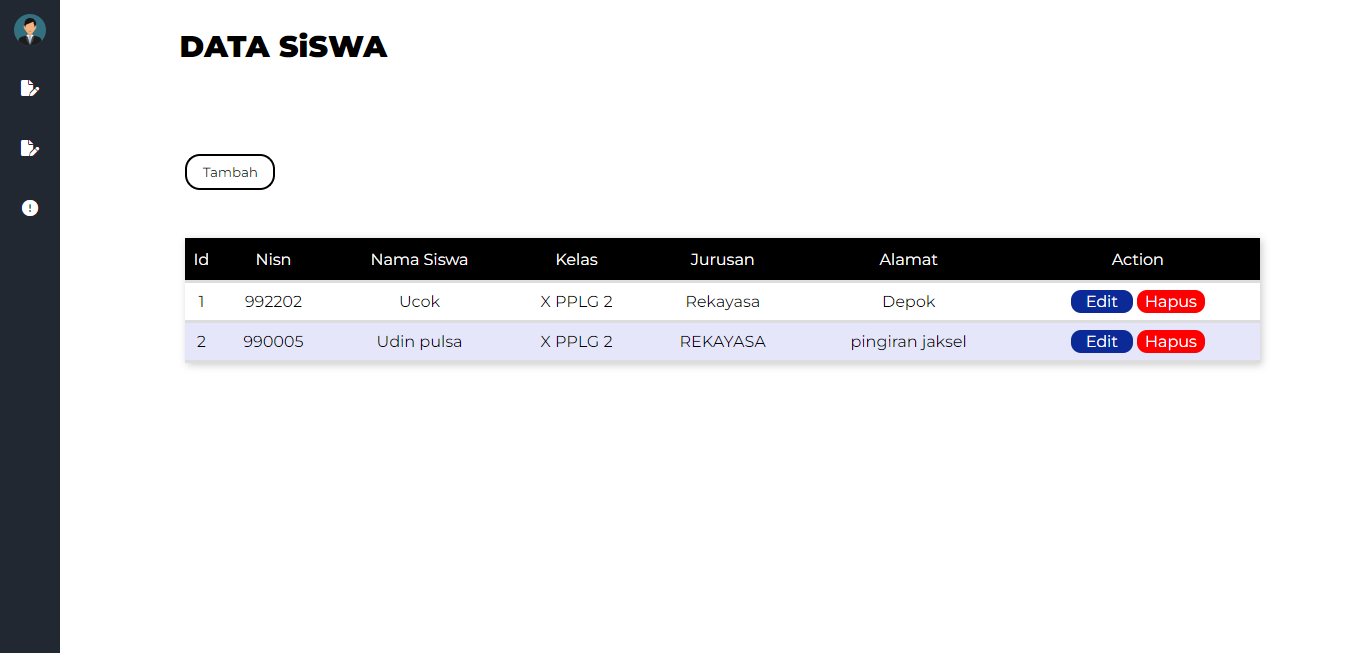 DATA SiSWA
Tambah
Id Nisn Nama Siswa Kelas Jurusan Alamat Action
1 992202 Ucok X PPLG 2 Rekayasa Depok Edit Hapus
2 990005 Udin pulsa X PPLG 2 REKAYASA pingiran jaksel Edit Hapus